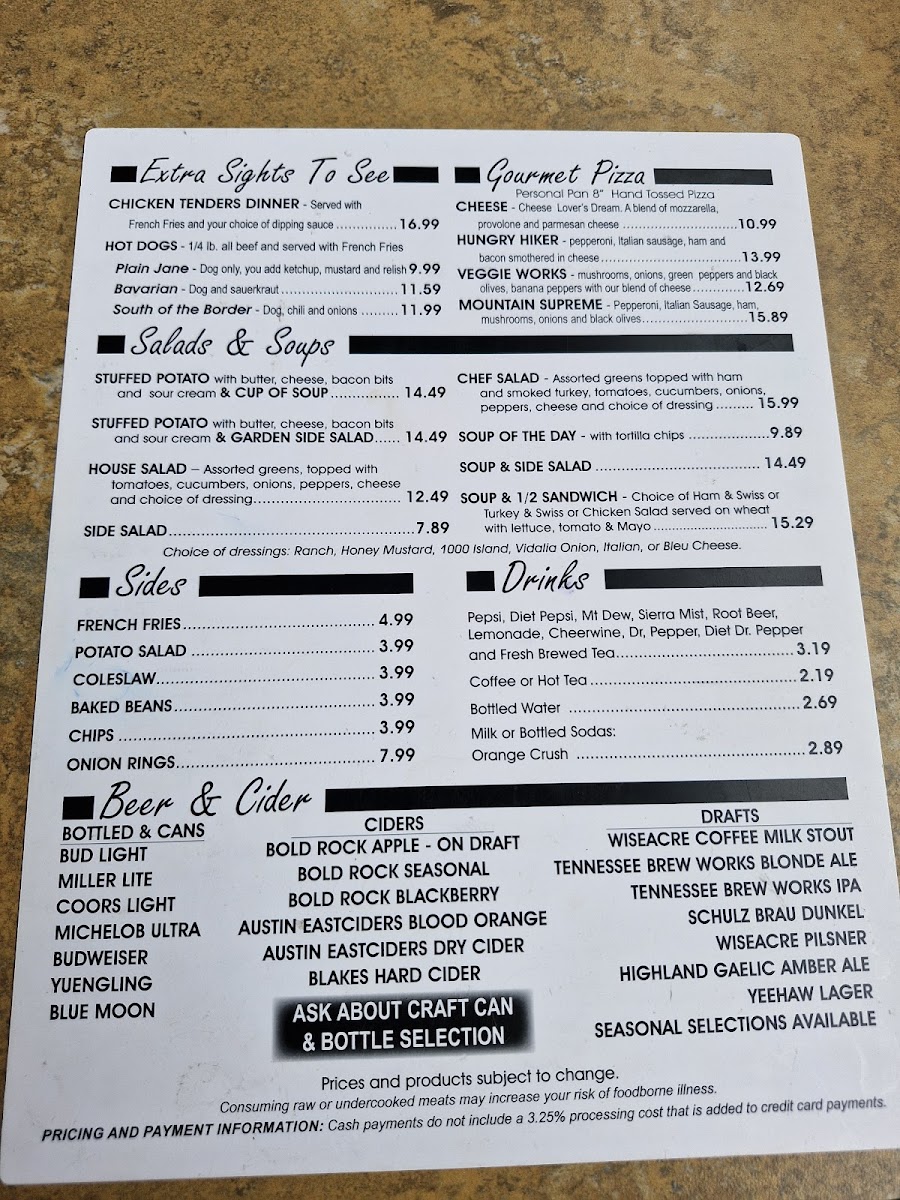 Extra Sights To See
CHICKEN TENDERS DINNER - Served with
French Fries and your choice of dipping sauce ............... 16.99
HOT DOGS - 1/4 lb. all beef and served with French Fries
Plain Jane - Dog only, you add ketchup, mustard and relish 9.99
Bavarian - Dog and sauerkraut ............................ 11.59
South of the Border - Dog, chili and onions ......... 11.99
Gourmet Pizza
Personal Pan 8" Hand Tossed Pizza
CHEESE - Cheese Lover's Dream. A blend of mozzarella,
provolone and parmesan cheese ............................. 10.99
HUNGRY HIKER - pepperoni, Italian sausage, ham and
bacon smothered in cheese ................................... 13.99
VEGGIE WORKS - mushrooms, onions, green peppers and black
olives, banana peppers with our blend of cheese ............. 12.69
MOUNTAIN SUPREME - Pepperoni, Italian Sausage, ham,
mushrooms, onions and black olives .......................... 15.89
Salads & Soups
STUFFED POTATO with butter, cheese, bacon bits
and sour cream & CUP OF SOUP ................ 14.49
STUFFED POTATO with butter, cheese, bacon bits
and sour cream & GARDEN SIDE SALAD...... 14.49
HOUSE SALAD – Assorted greens, topped with
tomatoes, cucumbers, onions, peppers, cheese
and choice of dressing.................................. 12.49
SIDE SALAD.........................................................7.89
CHEF SALAD - Assorted greens topped with ham
and smoked turkey, tomatoes, cucumbers, onions,
peppers, cheese and choice of dressing ......... 15.99
SOUP OF THE DAY - with tortilla chips ...................9.89
SOUP & SIDE SALAD ...................................... 14.49
SOUP & 1/2 SANDWICH - Choice of Ham & Swiss or
Turkey & Swiss or Chicken Salad served on wheat
with lettuce, tomato & Mayo .............................. 15.29
Choice of dressings: Ranch, Honey Mustard, 1000 Island, Vidalia Onion, Italian, or Bleu Cheese.
Sides
FRENCH FRIES........................................... 4.99
POTATO SALAD ......................................... 3.99
COLESLAW................................................. 3.99
BAKED BEANS............................................ 3.99
CHIPS ........................................................ 3.99
ONION RINGS............................................ 7.99
Drinks
Pepsi, Diet Pepsi, Mt Dew, Sierra Mist, Root Beer,
Lemonade, Cheerwine, Dr, Pepper, Diet Dr. Pepper
and Fresh Brewed Tea......................................... 3.19
Coffee or Hot Tea ............................................... 2.19
Bottled Water ..................................................... 2.69
Milk or Bottled Sodas:
Orange Crush ..................................................... 2.89
Beer & Cider
BOTTLED & CANS
BUD LIGHT
MILLER LITE
COORS LIGHT
MICHELOB ULTRA
BUDWEISER
YUENGLING
BLUE MOON
CIDERS
BOLD ROCK APPLE - ON DRAFT
BOLD ROCK SEASONAL
BOLD ROCK BLACKBERRY
AUSTIN EASTCIDERS BLOOD ORANGE
AUSTIN EASTCIDERS DRY CIDER
BLAKES HARD CIDER
ASK ABOUT CRAFT CAN
& BOTTLE SELECTION
DRAFTS
WISEACRE COFFEE MILK STOUT
TENNESSEE BREW WORKS BLONDE ALE
TENNESSEE BREW WORKS IPA
SCHULZ BRAU DUNKEL
WISEACRE PILSNER
HIGHLAND GAELIC AMBER ALE
YEEHAW LAGER
SEASONAL SELECTIONS AVAILABLE
Prices and products subject to change.
Consuming raw or undercooked meats may increase your risk of foodborne illness.
PRICING AND PAYMENT INFORMATION: Cash payments do not include a 3.25% processing cost that is added to credit card payments.